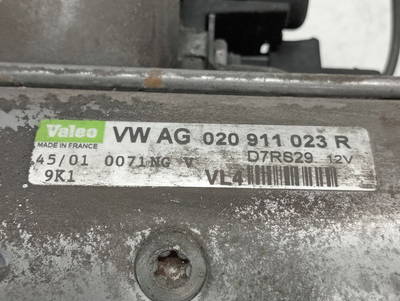 Valeo VW AG 020 911 023 R
MADE IN FRANCE
45/01 0071NG V D7RS29 12V
9K1 VL4